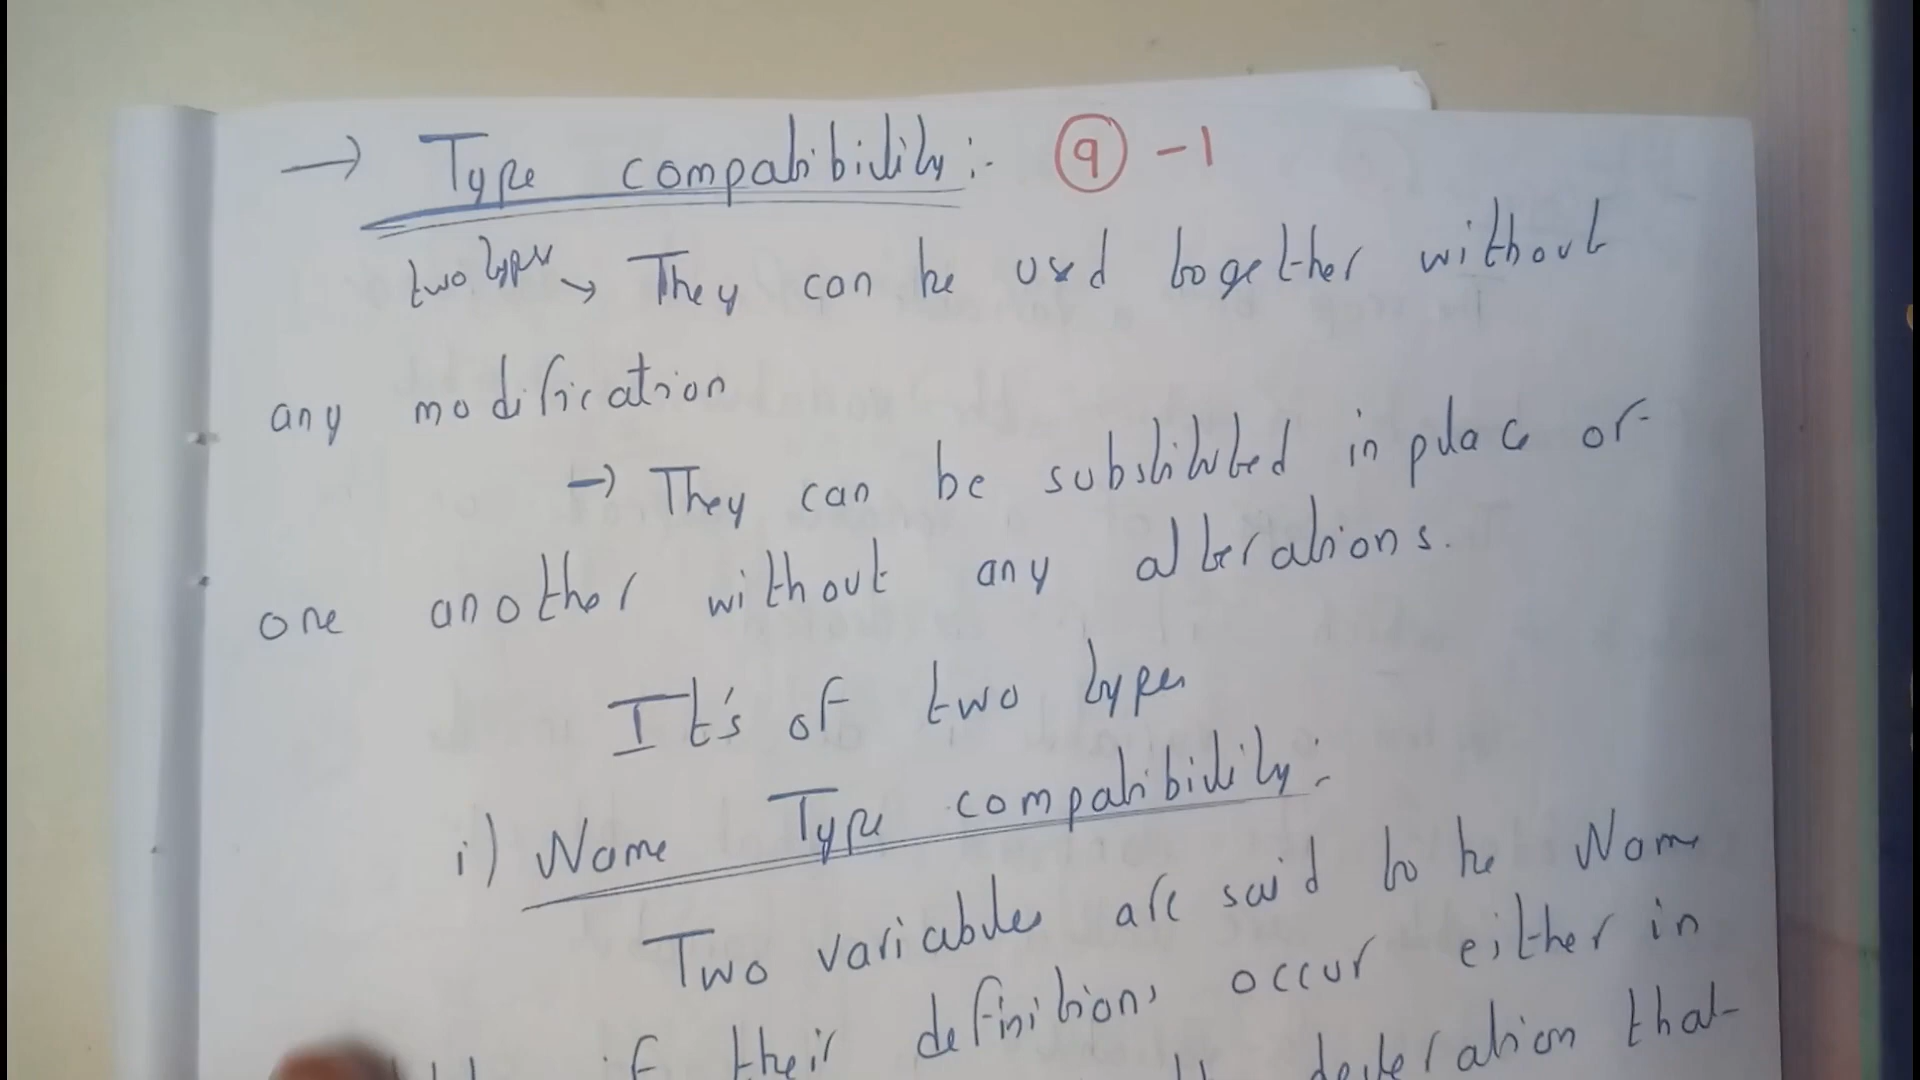 → Type compatibility :- ⑨ - 1
two types → They can be used together without
any modification
→ They can be substituted in place of
one another without any alterations.
It's of two types
i) Name Type compatibility :-
Two variables are said to be Name
if their definitions occur either in
that